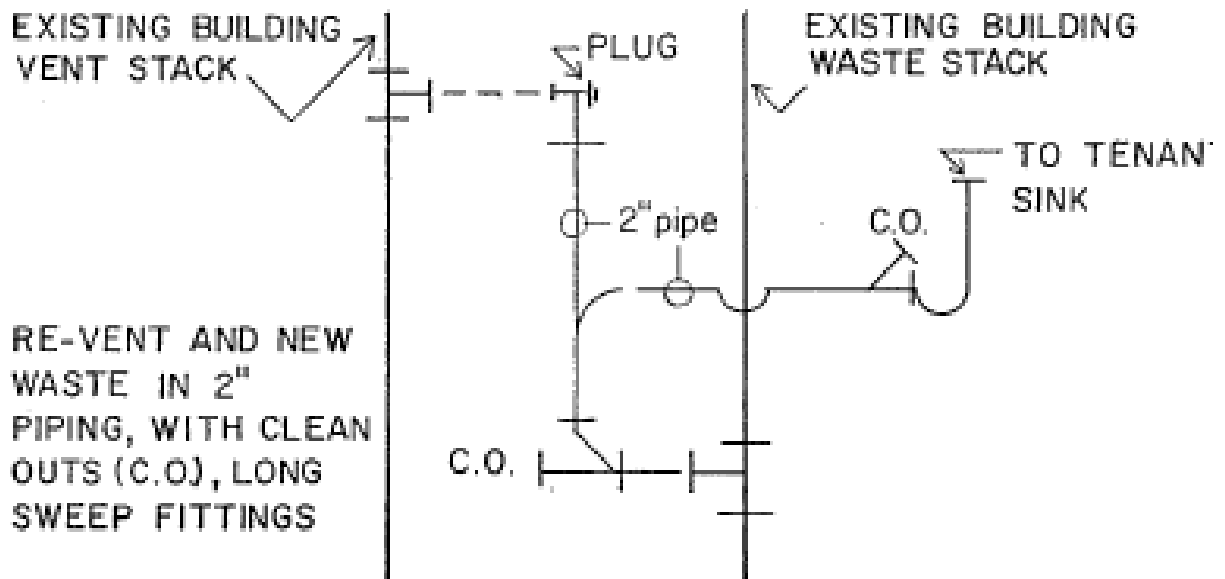 EXISTING BUILDING
VENT STACK
PLUG
EXISTING BUILDING
WASTE STACK
TO TENANT
SINK
C.O.
2" pipe
RE-VENT AND NEW
WASTE IN 2"
PIPING, WITH CLEAN
OUTS (C.O), LONG
SWEEP FITTINGS
C.O.